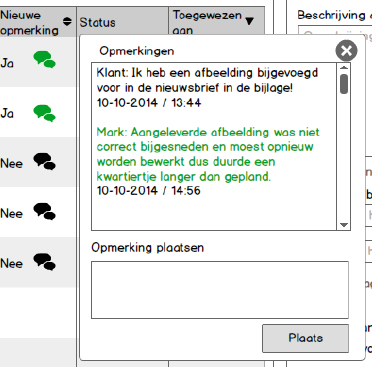 Nieuwe
opmerking
Status
Toegewezen
aan
Beschrijving
Ja
Ja
Nee
Nee
Nee
Opmerkingen
Klant: Ik heb een afbeelding bijgevoegd
voor in de nieuwsbrief in de bijlage!
10-10-2014 / 13:44
Mark: Aangeleverde afbeelding was niet
correct bijgesneden en moest opnieuw
worden bewerkt dus duurde een
kwartiertje langer dan gepland.
10-10-2014 / 14:56
Opmerking plaatsen
Plaats